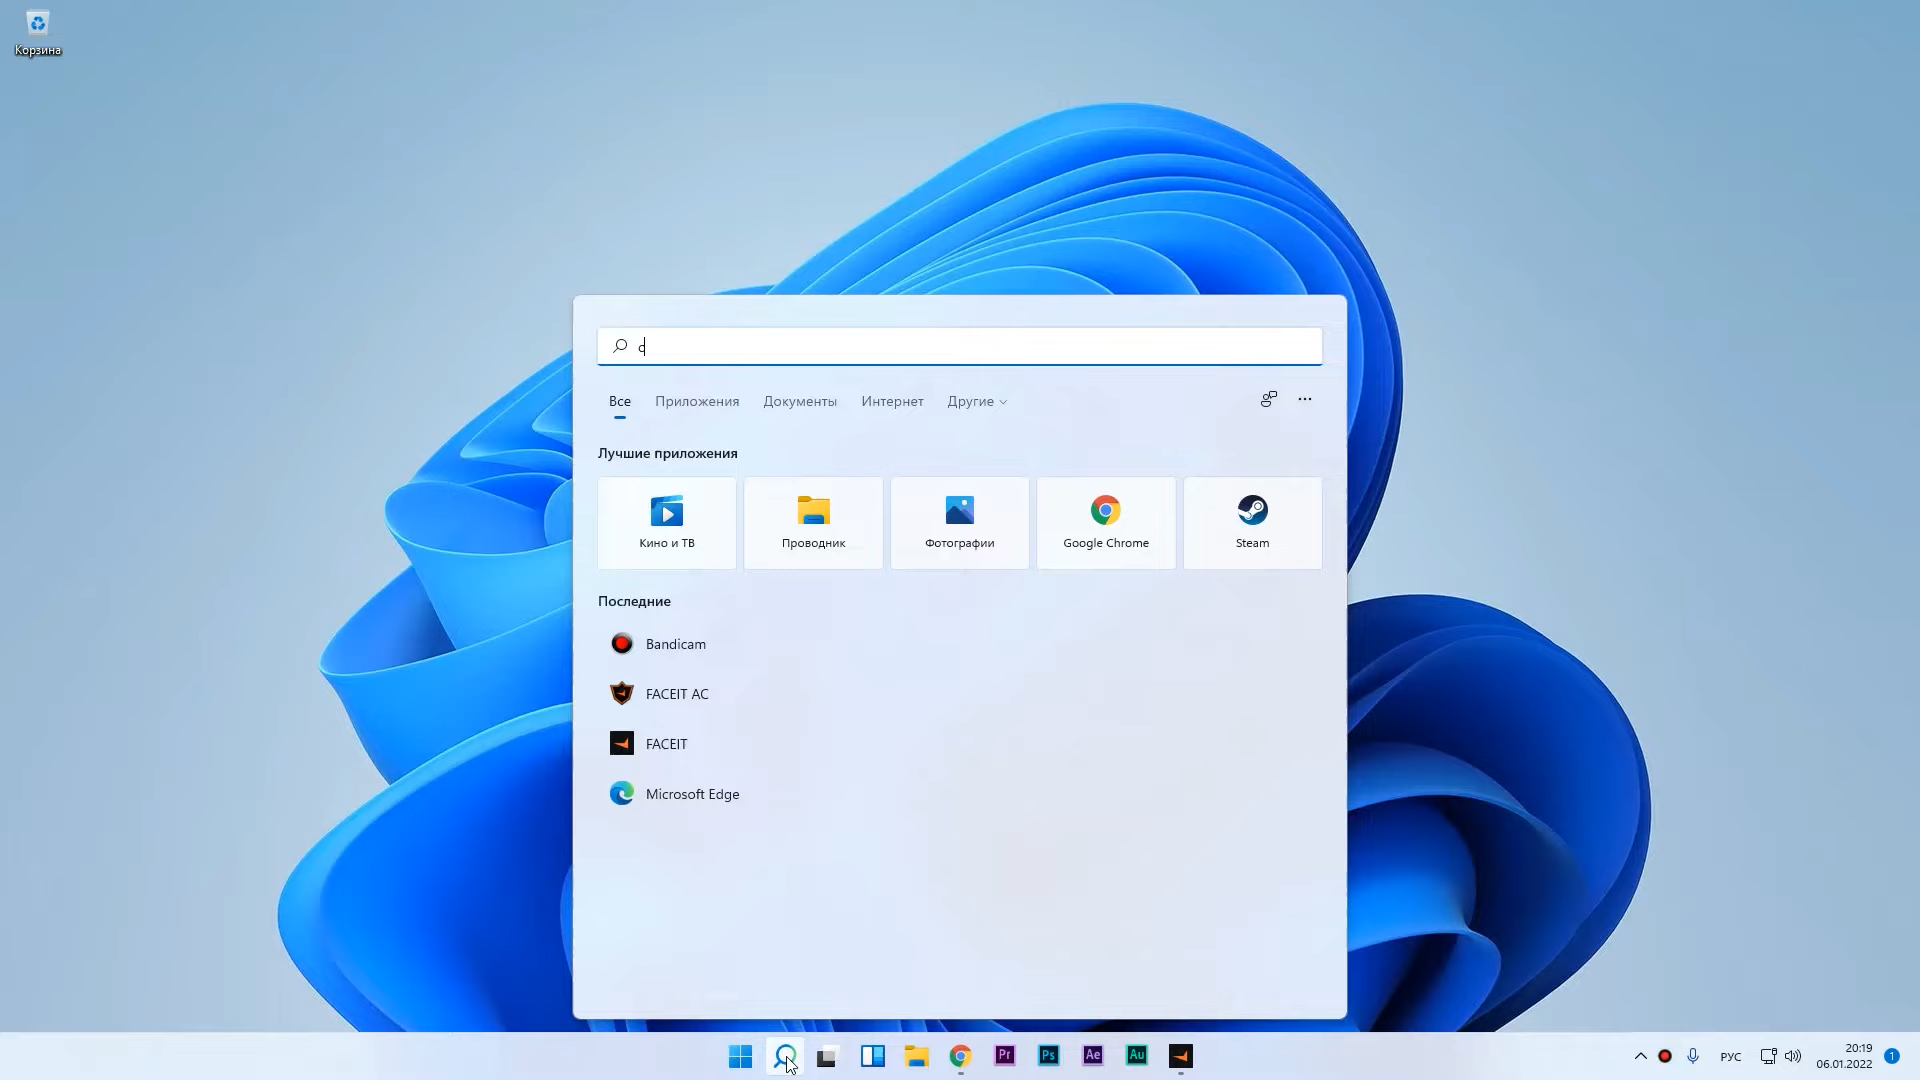 Корзина
с
Все Приложения Документы Интернет Другие
Лучшие приложения
Кино и ТВ Проводник Фотографии Google Chrome Steam
Последние
Bandicam
FACEIT AC
FACEIT
Microsoft Edge
Pr Ps Ae Au
РУС
20:19
06.01.2022
1